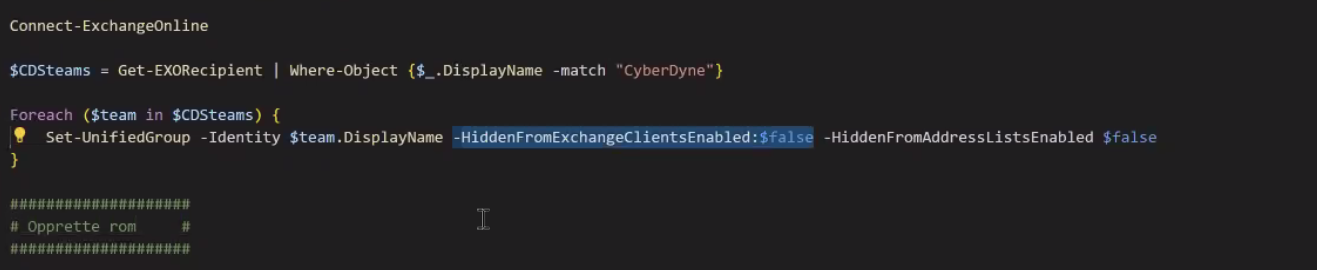 Connect-ExchangeOnline
$CDSteams = Get-EXORecipient | Where-Object {$_.DisplayName -match "CyberDyne"}
Foreach ($team in $CDSteams) {
    Set-UnifiedGroup -Identity $team.DisplayName -HiddenFromExchangeClientsEnabled:$false -HiddenFromAddressListsEnabled $false
}
####################
# Opprette rom     #
####################